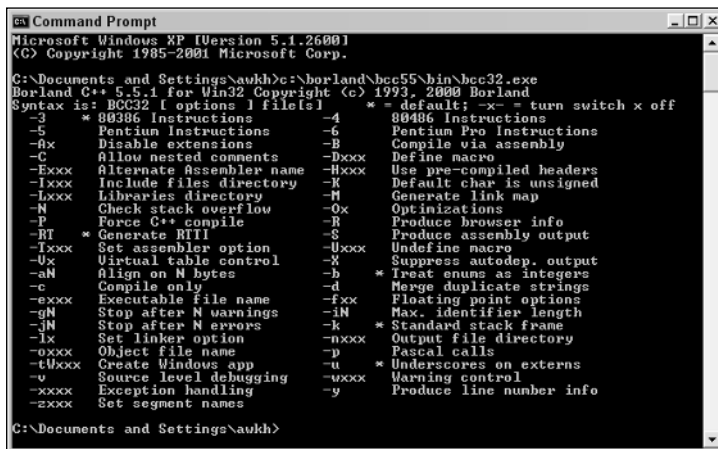 Command Prompt
Microsoft Windows XP [Version 5.1.2600]
(C) Copyright 1985-2001 Microsoft Corp.
C:\Documents and Settings\awkh>c:\borland\bcc55\bin\bcc32.exe
Borland C++ 5.5.1 for Win32 Copyright (c) 1993, 2000 Borland
Syntax is: BCC32 [ options ] file[s]     * = default; -x- = turn switch x off
-3    * 80386 Instructions    -4    80486 Instructions
-5    Pentium Instructions    -6    Pentium Pro Instructions
-Ax    Disable extensions    -B    Compile via assembly
-C    Allow nested comments    -Dxxx    Define macro
-Exxx    Alternate Assembler name    -Hxxx    Use pre-compiled headers
-Ixxx    Include files directory    -K    Default char is unsigned
-Lxxx    Libraries directory    -M    Generate link map
-N    Check stack overflow    -Ox    Optimizations
-P    Force C++ compile    -R    Produce browser info
-RT    * Generate RTTI    -S    Produce assembly output
-Txxx    Set assembler option    -Uxxx    Undefine macro
-Vx    Virtual table control    -X    Suppress autodep. output
-aN    Align on N bytes    -b    * Treat enums as integers
-c    Compile only    -d    Merge duplicate strings
-exxx    Executable file name    -fxx    Floating point options
-gN    Stop after N warnings    -iN    Max. identifier length
-jN    Stop after N errors    -k    * Standard stack frame
-lx    Set linker option    -nxxx    Output file directory
-oxxx    Object file name    -p    Pascal calls
-tWxxx    Create Windows app    -u    * Underscores on externs
-v    Source level debugging    -wxxx    Warning control
-xxxx    Exception handling    -y    Produce line number info
-zxxx    Set segment names
C:\Documents and Settings\awkh>